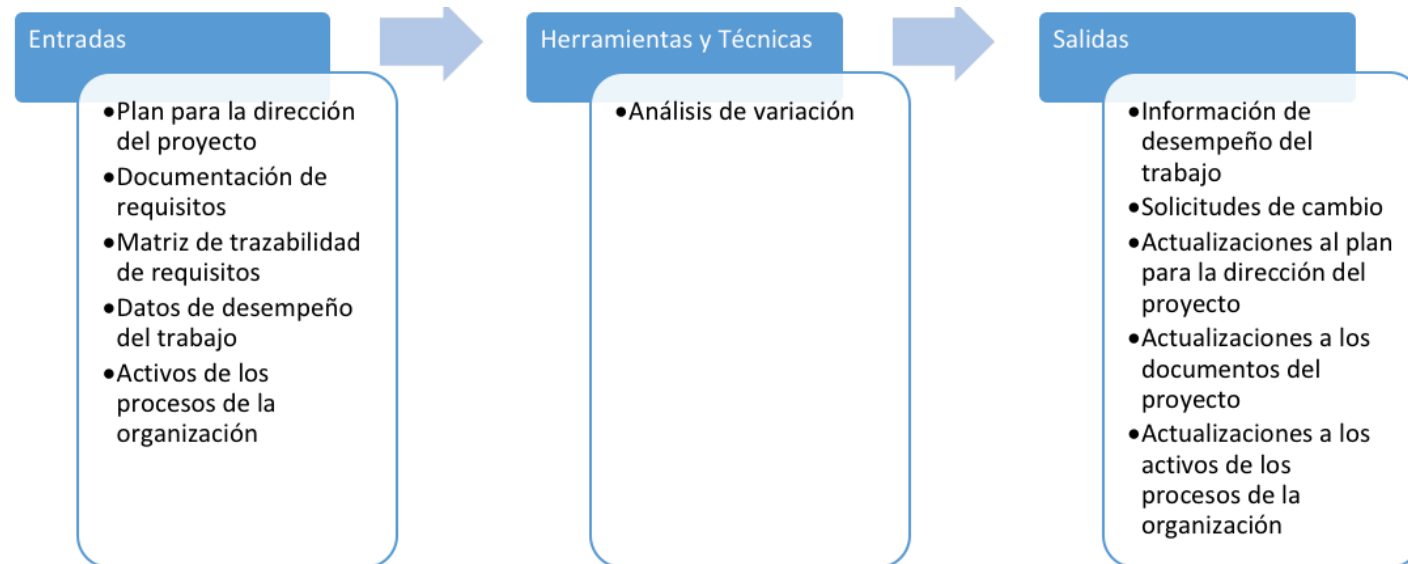 Entradas
•Plan para la dirección
del proyecto
•Documentación de
requisitos
•Matriz de trazabilidad
de requisitos
•Datos de desempeño
del trabajo
•Activos de los
procesos de la
organización
Herramientas y Técnicas
•Análisis de variación
Salidas
•Información de
desempeño del
trabajo
•Solicitudes de cambio
•Actualizaciones al plan
para la dirección del
proyecto
•Actualizaciones a los
documentos del
proyecto
•Actualizaciones a los
activos de los
procesos de la
organización